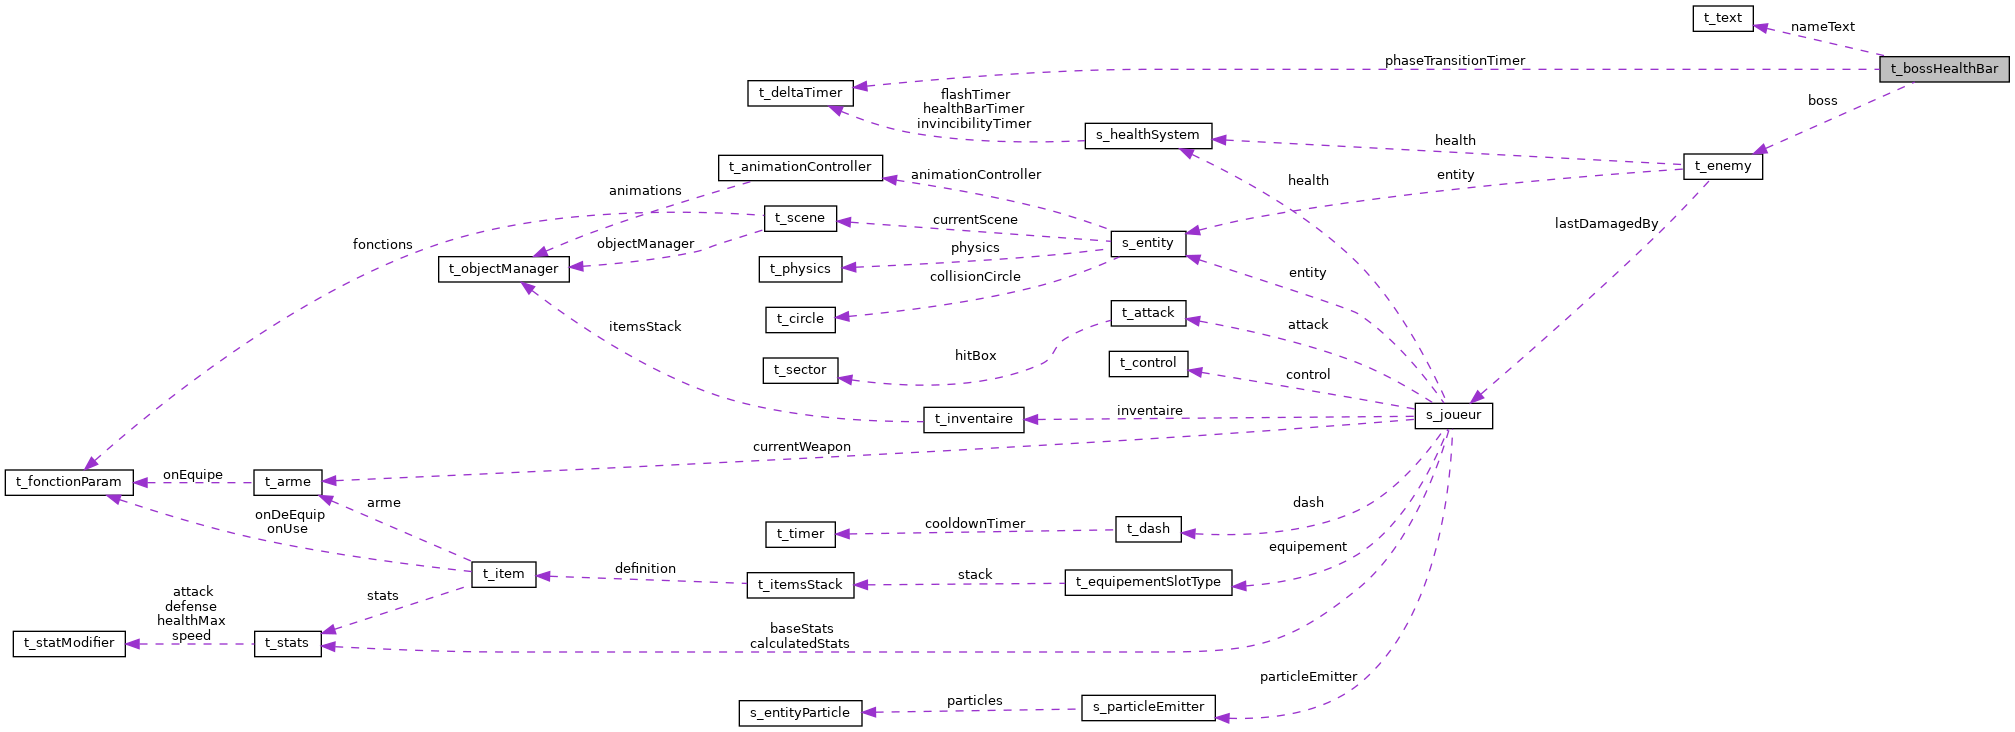 t_text
nameText
t_bossHealthBar
phaseTransitionTimer
t_deltaTimer
flashTimer
healthBarTimer
invincibilityTimer
boss
s_healthSystem
health
t_enemy
t_animationController
animationController
entity
health
animations
t_scene
currentScene
lastDamagedBy
fonctions
objectManager
physics
s_entity
t_objectManager
t_physics
collisionCircle
entity
t_circle
t_attack
attack
itemsStack
hitBox
t_control
t_sector
control
inventaire
t_inventaire
s_joueur
currentWeapon
onEquipe
t_fonctionParam
t_arme
arme
dash
onDeEquip
onUse
cooldownTimer
t_timer
t_dash
equipement
definition
t_item
stack
t_itemsStack
t_equipementSlotType
attack
defense
healthMax
speed
stats
baseStats
calculatedStats
t_statModifier
t_stats
particleEmitter
particles
s_entityParticle
s_particleEmitter